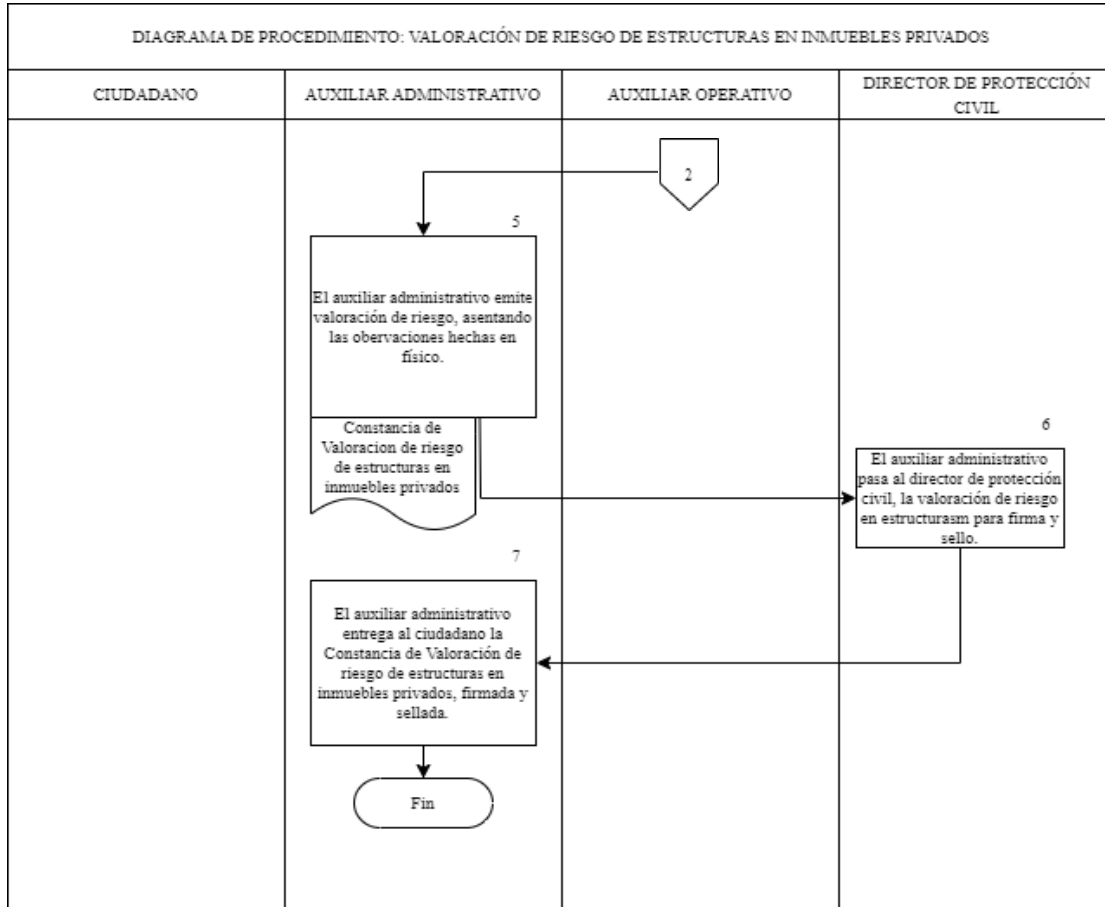 DIAGRAMA DE PROCEDIMIENTO: VALORACIÓN DE RIESGO DE ESTRUCTURAS EN INMUEBLES PRIVADOS
CIUDADANO
AUXILIAR ADMINISTRATIVO
AUXILIAR OPERATIVO
DIRECTOR DE PROTECCIÓN
CIVIL
2
5
El auxiliar administrativo emite
valoración de riesgo, asentando
las obervaciones hechas en
físico.
Constancia de
Valoracion de riesgo
de estructuras en
inmuebles privados
6
El auxiliar administrativo
pasa al director de protección
civil, la valoración de riesgo
en estructurasm para firma y
sello.
7
El auxiliar administrativo
entrega al ciudadano la
Constancia de Valoración de
riesgo de estructuras en
inmuebles privados, firmada y
sellada.
Fin